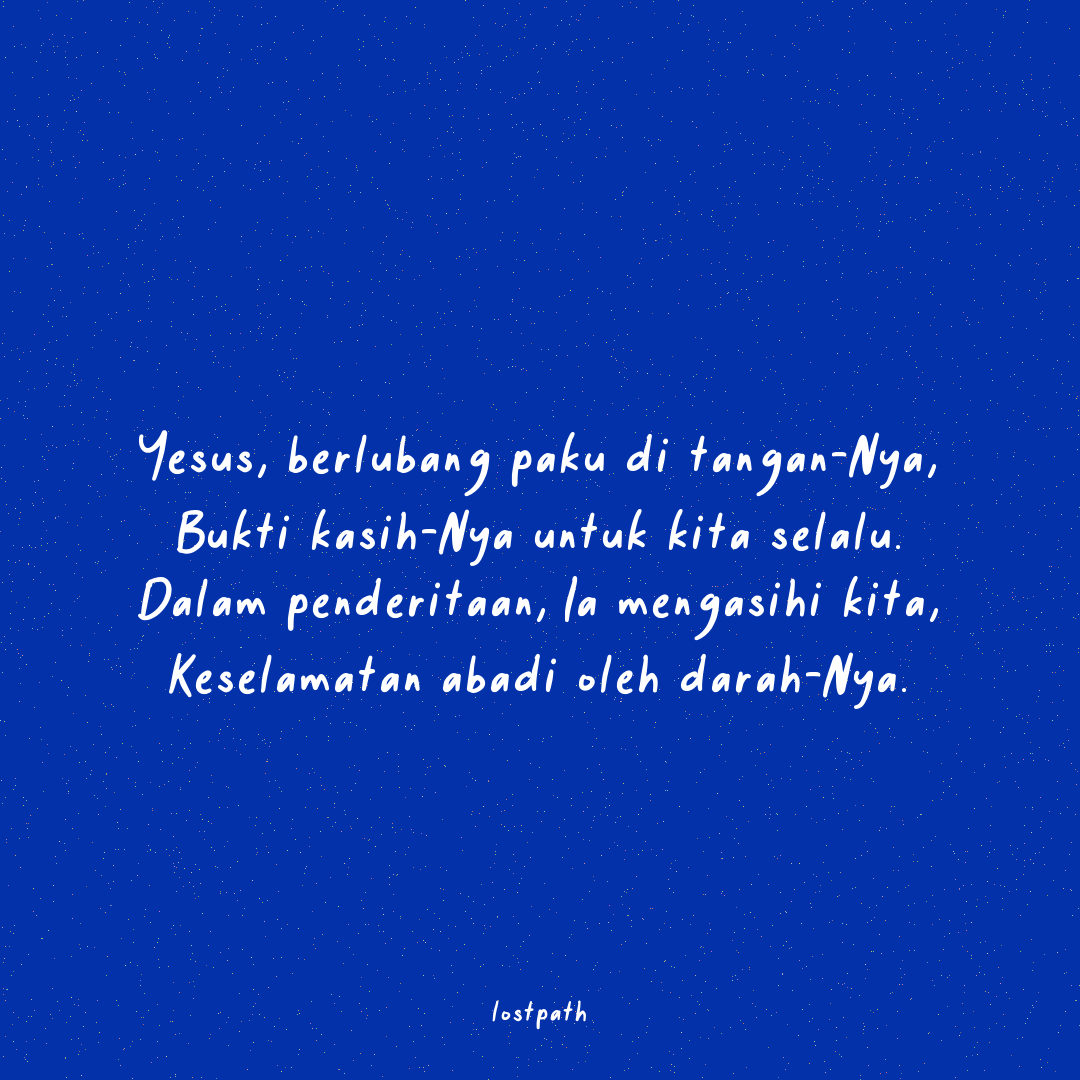 Yesus, berlubang paku di tangan-Nya,
Bukti kasih-Nya untuk kita selalu.
Dalam penderitaan, Ia mengasihi kita,
Keselamatan abadi oleh darah-Nya.
lostpath